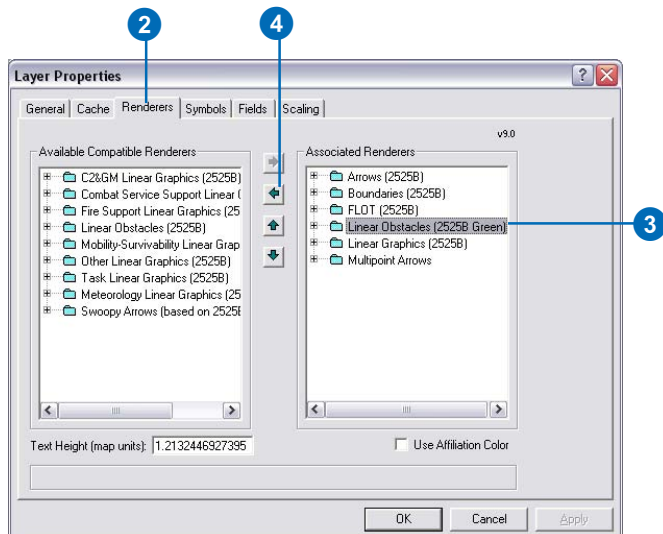 2
4
Layer Properties
General
Cache
Renderers
Symbols
Fields
Scaling
v9.0
Available Compatible Renderers
C2&GM Linear Graphics (2525B)
Combat Service Support Linear (
Fire Support Linear Graphics (25
Linear Obstacles (2525B)
Mobility-Survivability Linear Grap
Other Linear Graphics (2525B)
Task Linear Graphics (2525B)
Meteorology Linear Graphics (25
Swoopy Arrows (based on 2525B
Associated Renderers
Arrows (2525B)
Boundaries (2525B)
FLOT (2525B)
Linear Obstacles (2525B Green)
Linear Graphics (2525B)
Multipoint Arrows
3
Text Height (map units):
1.2132446927395
Use Affiliation Color
OK
Cancel
Apply